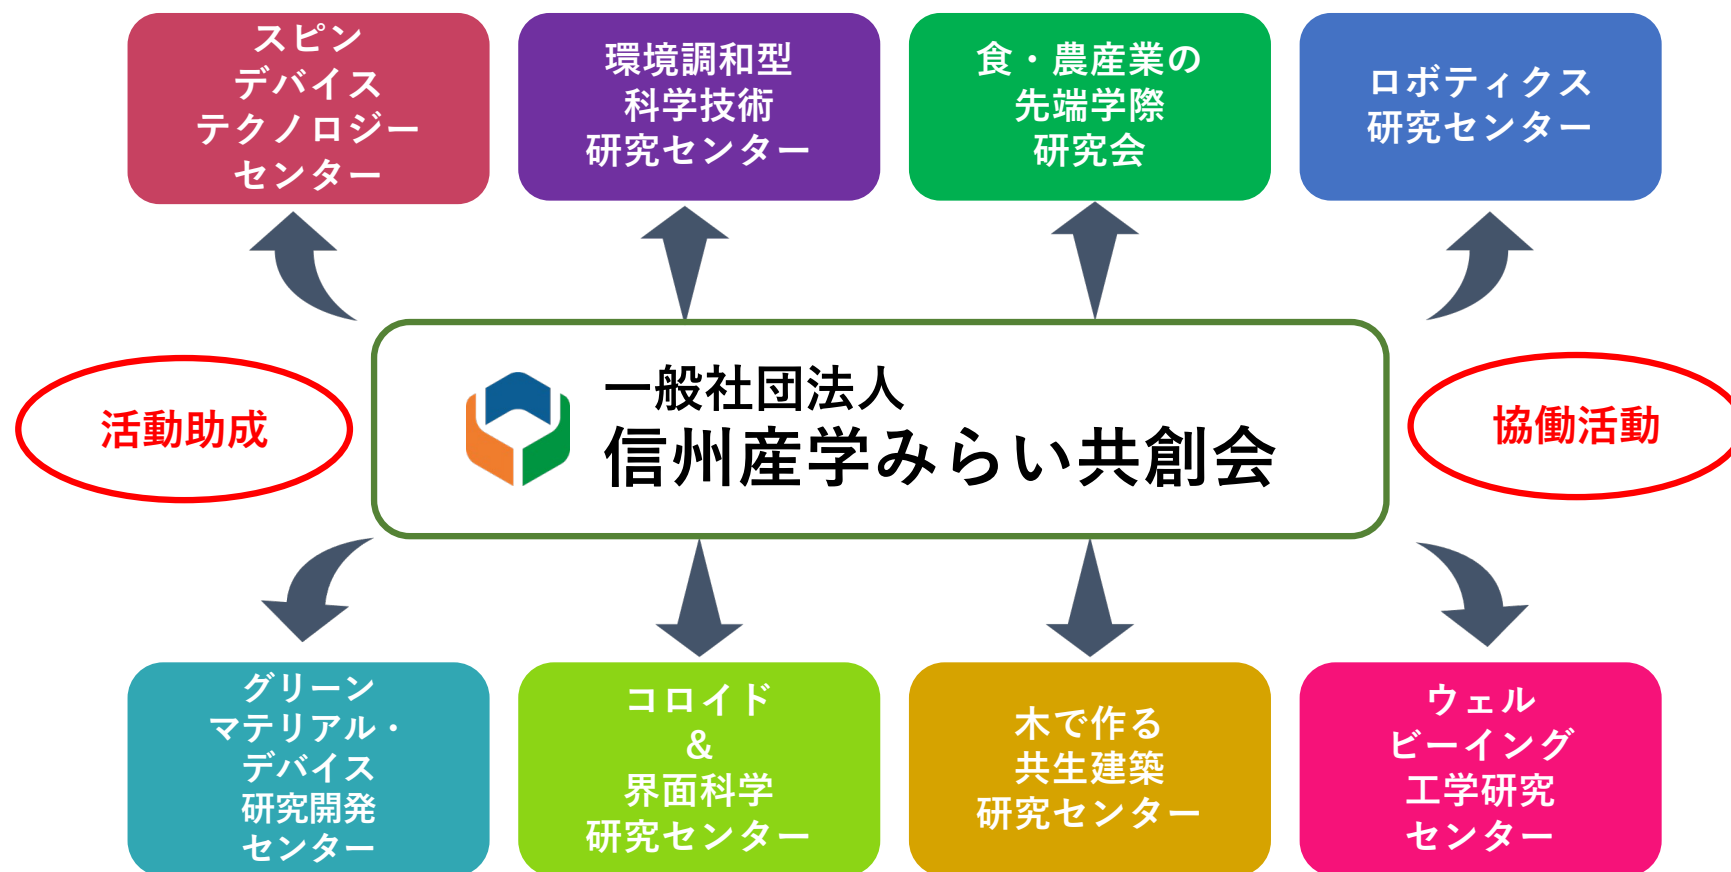 スピン
デバイス
テクノロジー
センター
環境調和型
科学技術
研究センター
食・農産業の
先端学際
研究会
ロボティクス
研究センター
活動助成
一般社団法人
信州産学みらい共創会
協働活動
グリーン
マテリアル・
デバイス
研究開発
センター
コロイド
&
界面科学
研究センター
木で作る
共生建築
研究センター
ウェル
ビーイング
工学研究
センター